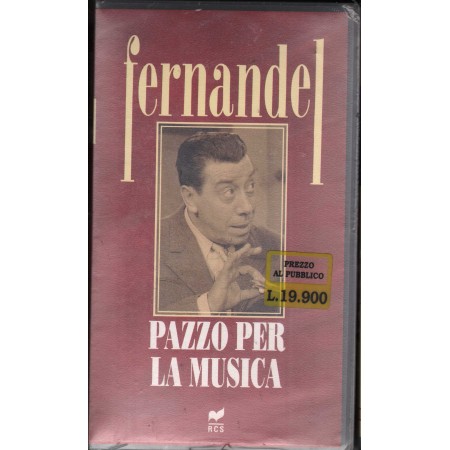 fernandel
PREZZO
AL PUBBLICO
L.19.900
PAZZO PER
LA MUSICA
RCS